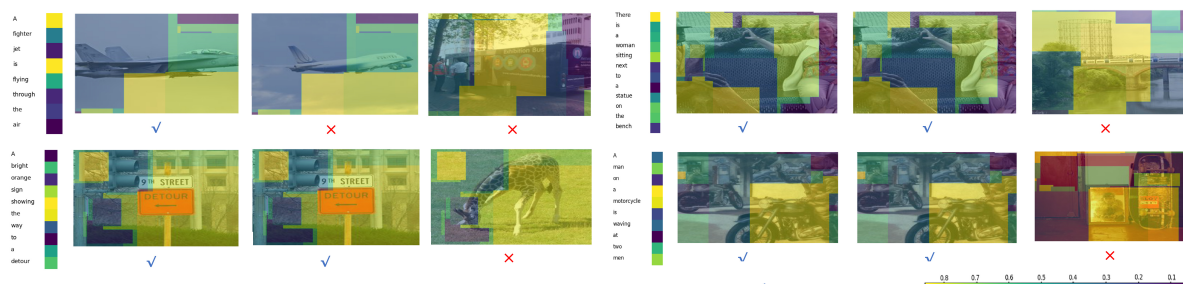 A
fighter
jet
is
flying
through
the
air
There
is
a
woman
sitting
next
to
a
statue
on
the
bench
A
bright
orange
sign
showing
the
way
to
a
detour
9TH STREET
DETOUR
9TH STREET
DETOUR
A
man
on
a
motorcycle
is
waving
at
two
men
0.8 0.7 0.6 0.5 0.4 0.3 0.2 0.1